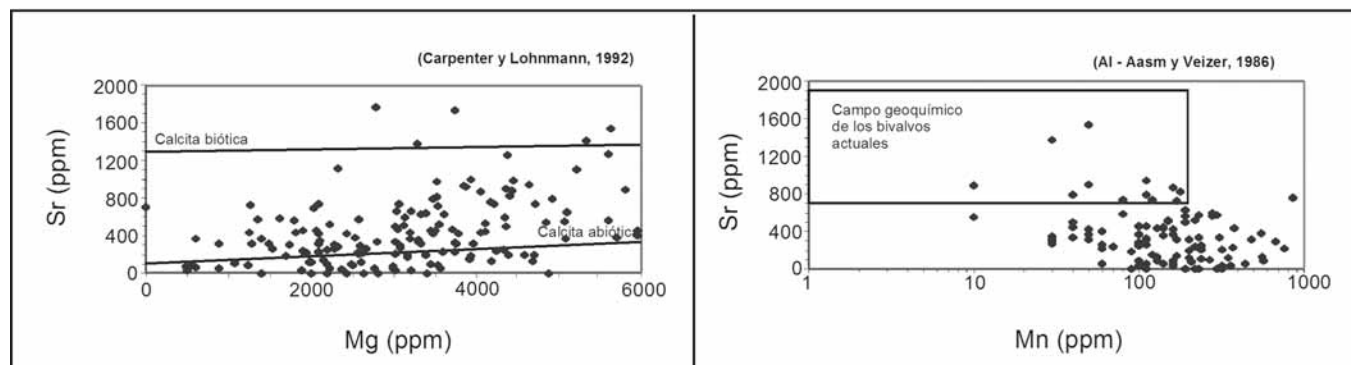 (Carpenter y Lohnmann, 1992)
2000
1600
1200
800
400
0
Calcita biótica
Calcita abiótica
0
2000
4000
6000
Sr (ppm)
Mg (ppm)
(Al - Aasm y Veizer, 1986)
2000
1600
1200
800
400
0
Campo geoquímico
de los bivalvos
actuales
1
10
100
1000
Sr (ppm)
Mn (ppm)